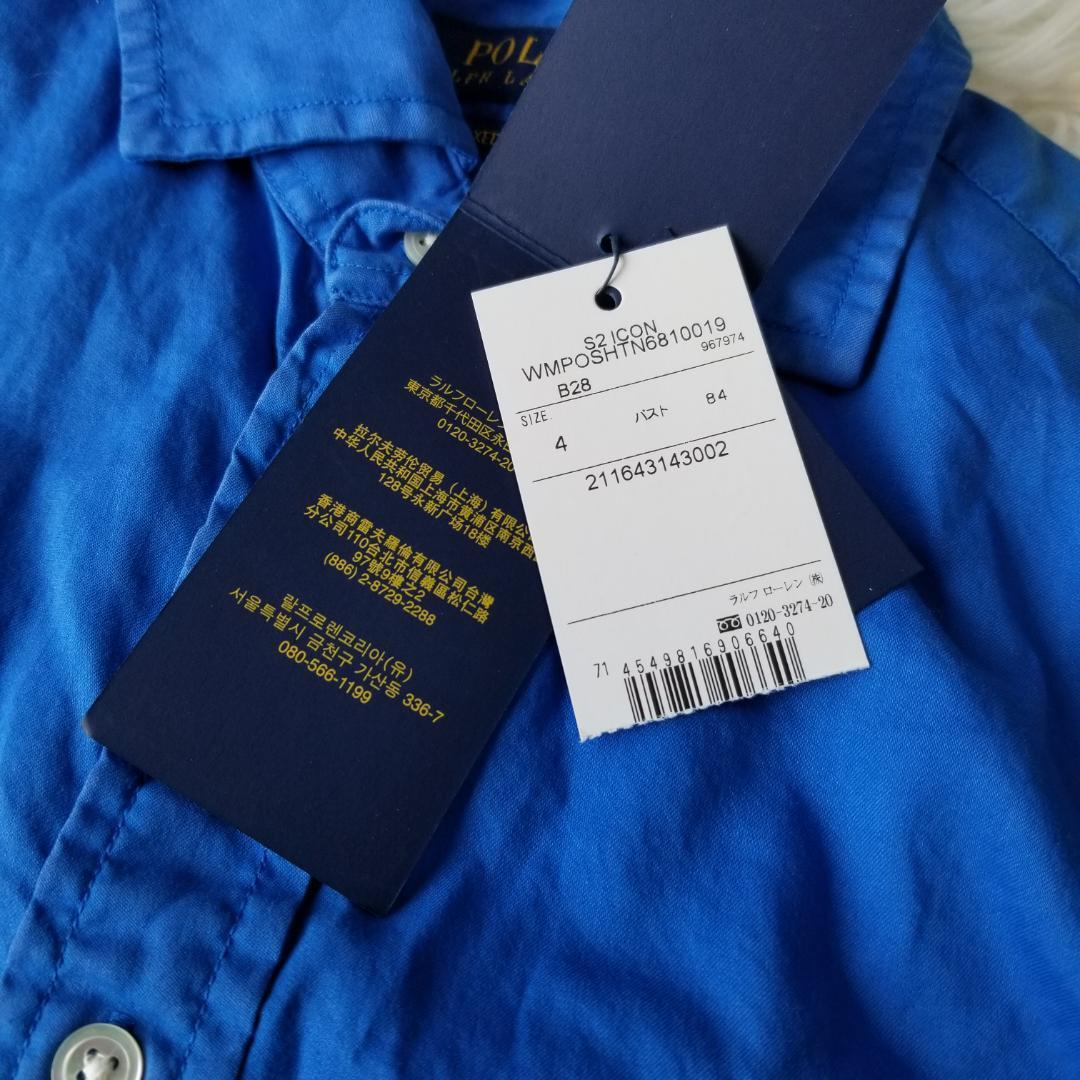 POL
LPH LA
S2 ICON
WMPOSHTN6810019
967974
B28
SIZE.
バスト 84
4
211643143002
ラルフ ローレン ㈱
0120-3274-20
71 4549816906640
ラルフローレン
東京都千代田区永田
0120-3274-20
拉尔夫劳伦贸易（上海）有限公
中华人民共和国上海市黄浦区南京西
128号永新广场18楼
香港商雷夫羅倫有限公司台灣
分公司110台北市信義區松仁路
97號9樓之2
(886) 2-8729-2288
랄프로렌코리아(유)
서울특별시 금천구 가산동 336-7
080-566-1199